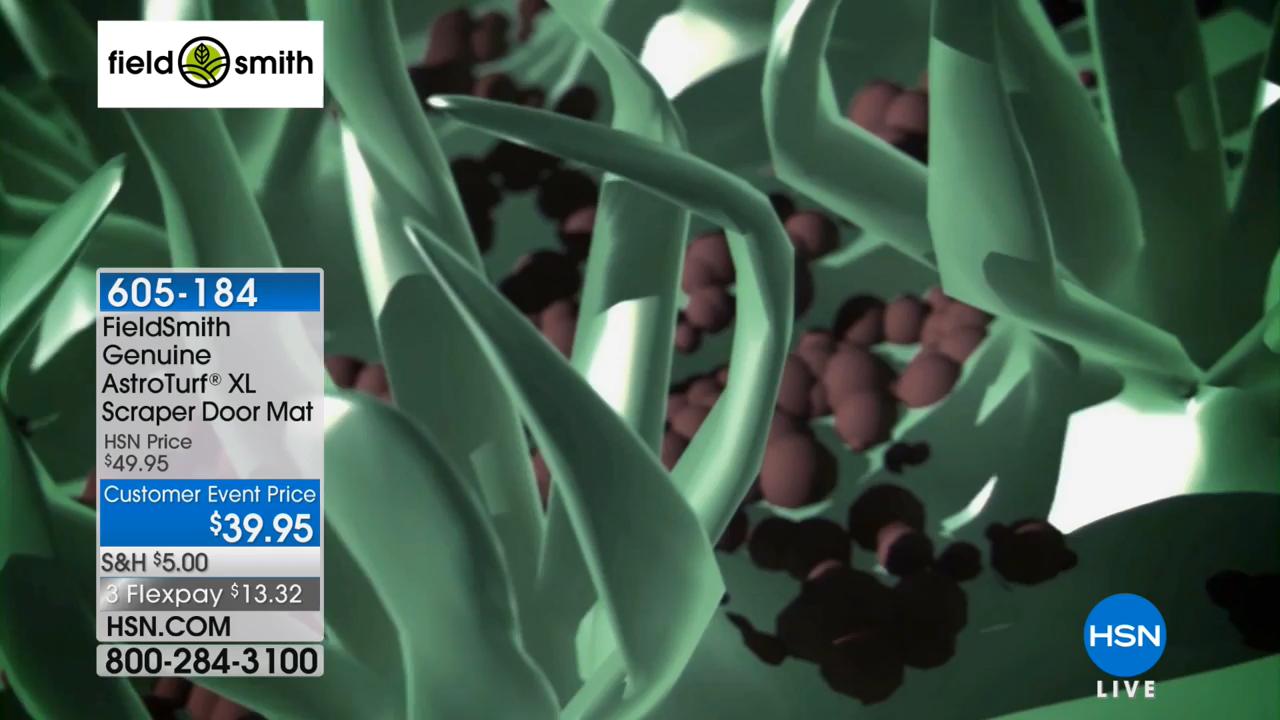 field smith
605-184
FieldSmith
Genuine
AstroTurf® XL
Scraper Door Mat
HSN Price
$49.95
Customer Event Price
$39.95
S&H $5.00
3 Flexpay $13.32
HSN.COM
800-284-3100
HSN
LIVE